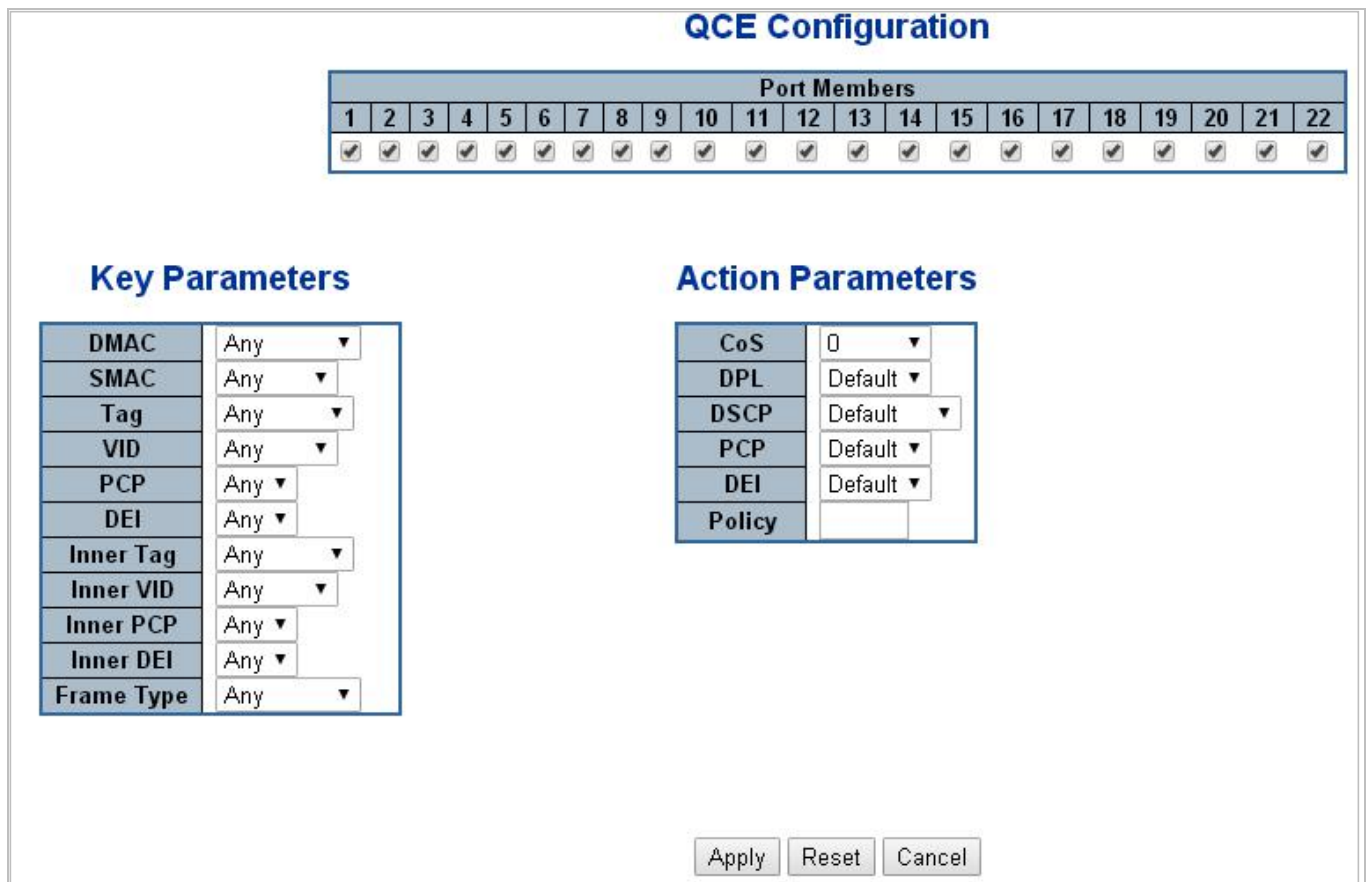 QCE Configuration
Port Members
1 2 3 4 5 6 7 8 9 10 11 12 13 14 15 16 17 18 19 20 21 22
Key Parameters
DMAC Any
SMAC Any
Tag Any
VID Any
PCP Any
DEI Any
Inner Tag Any
Inner VID Any
Inner PCP Any
Inner DEI Any
Frame Type Any
Action Parameters
CoS 0
DPL Default
DSCP Default
PCP Default
DEI Default
Policy
Apply Reset Cancel